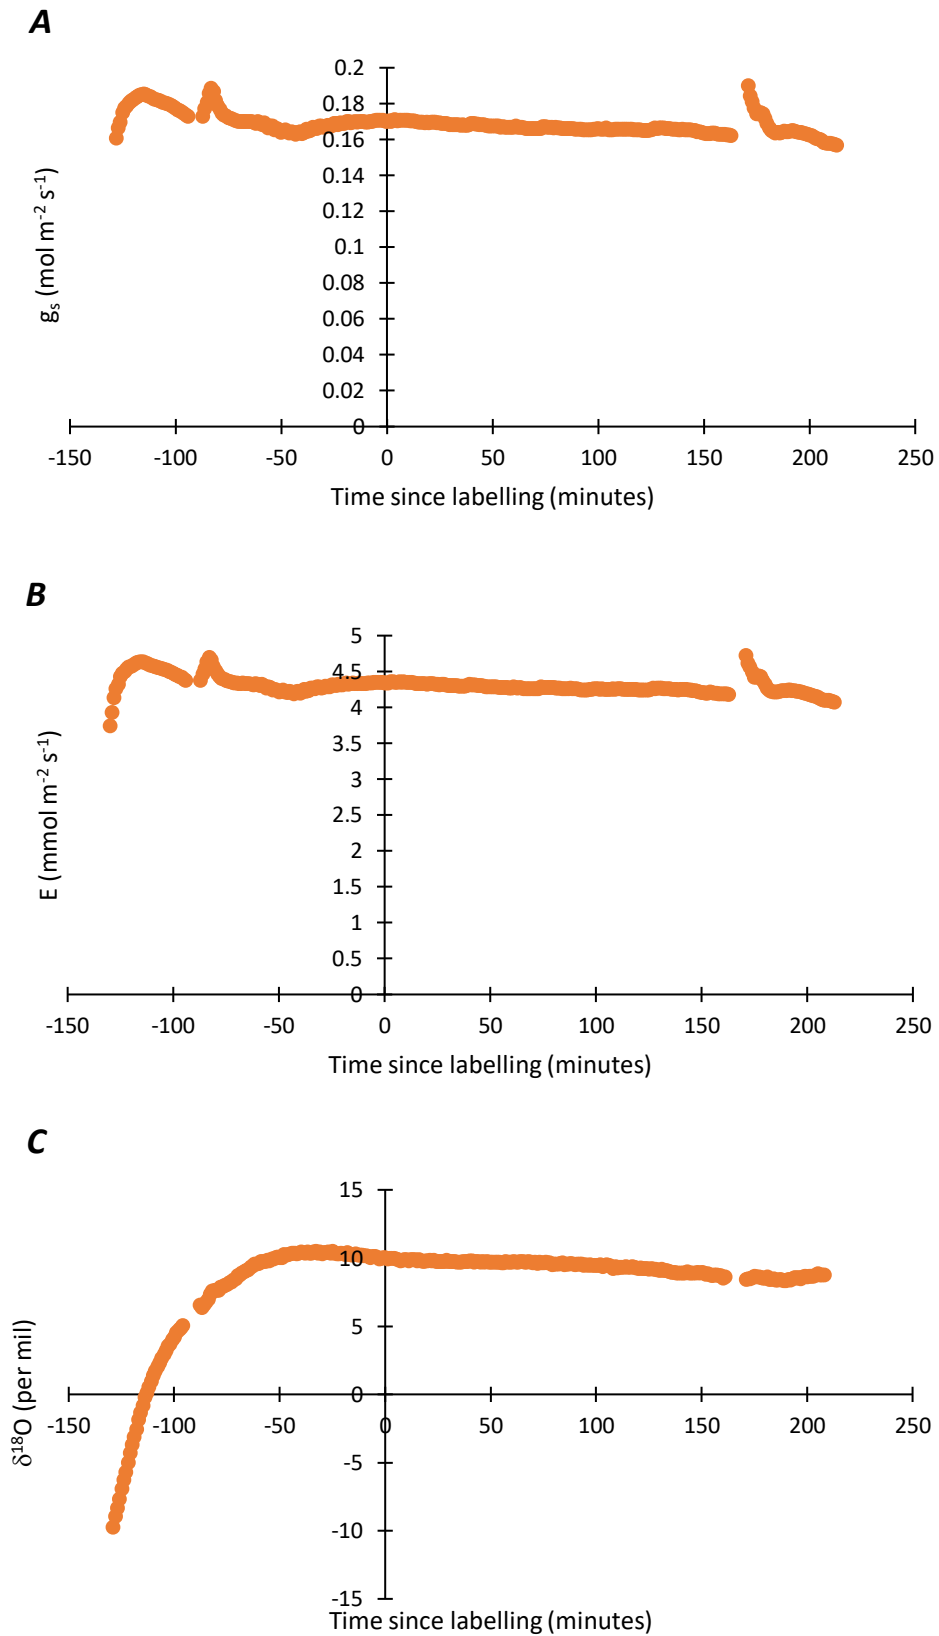 A
0.2
0.18
0.16
0.14
0.12
0.1
0.08
0.06
0.04
0.02
0
gs (mol m-2 s-1)
-150 -100 -50 0 50 100 150 200 250
Time since labelling (minutes)
B
5
4.5
4
3.5
3
2.5
2
1.5
1
0.5
0
E (mmol m-2 s-1)
-150 -100 -50 0 50 100 150 200 250
Time since labelling (minutes)
C
15
10
5
0
-5
-10
-15
δ18O (per mil)
-150 -100 -50 0 50 100 150 200 250
Time since labelling (minutes)